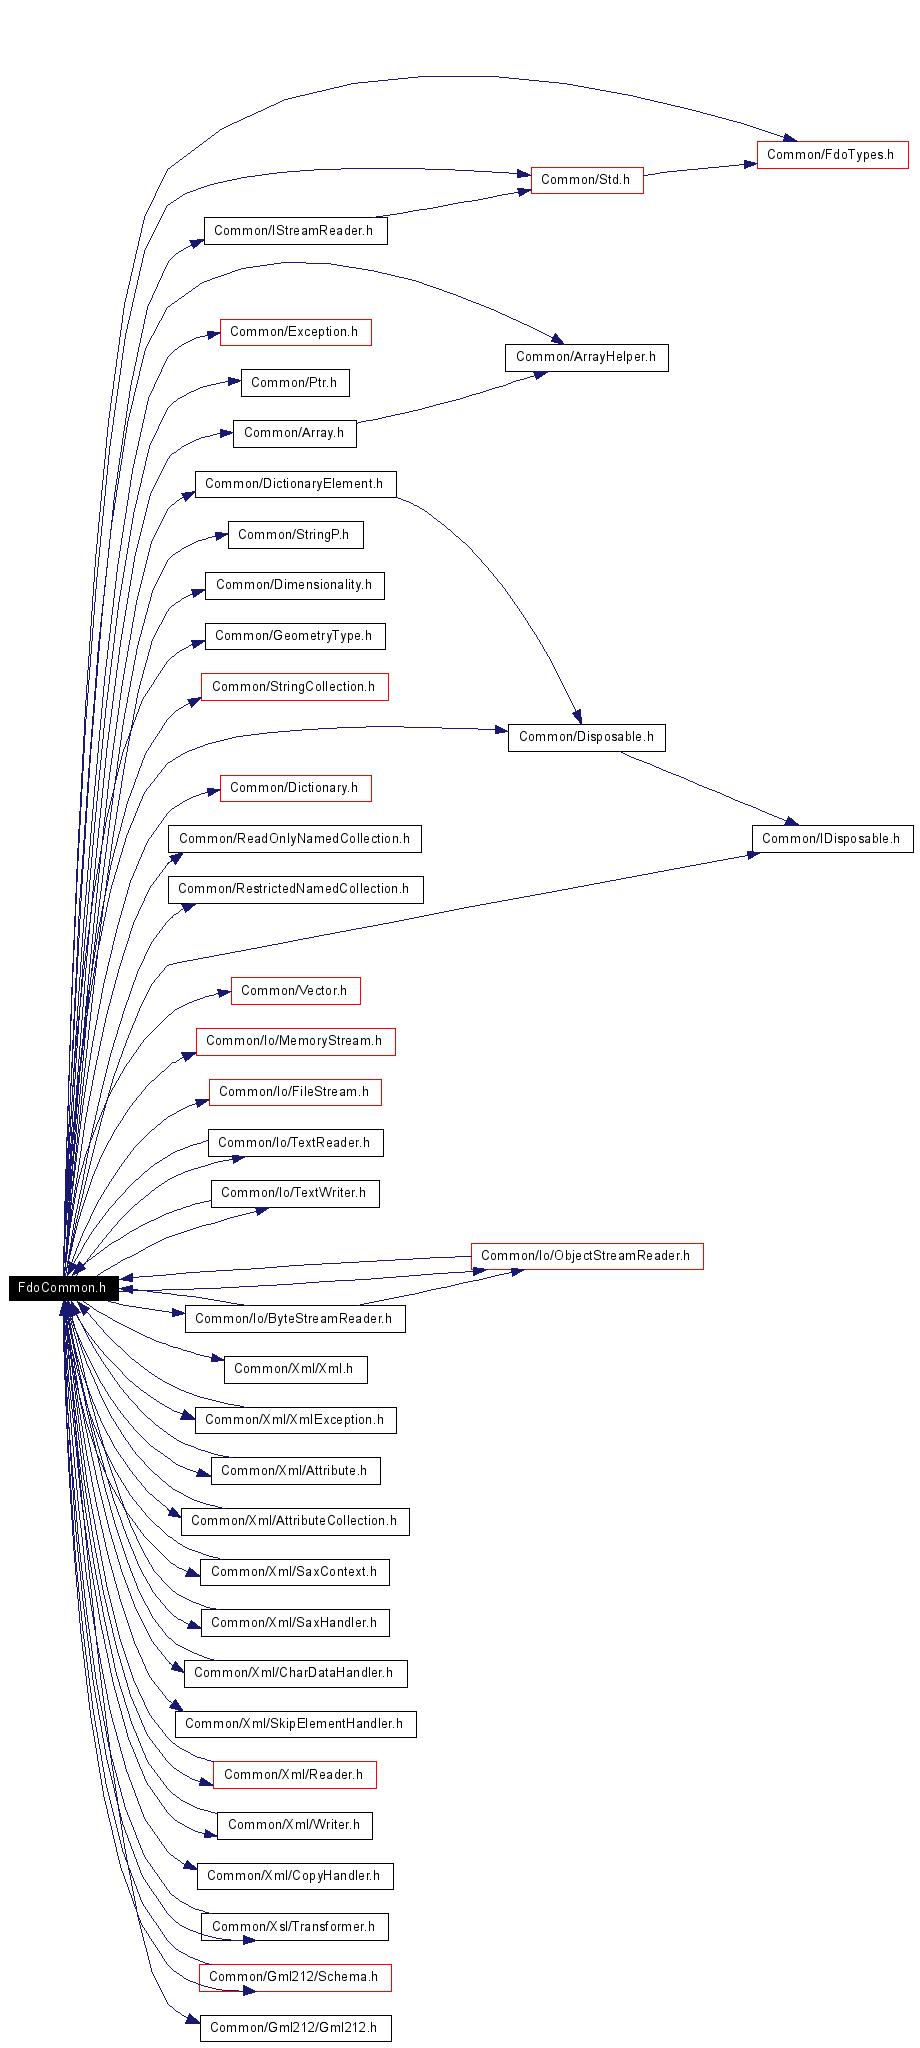 Common/FdoTypes.h
Common/Std.h
Common/IStreamReader.h
Common/Exception.h
Common/ArrayHelper.h
Common/Ptr.h
Common/Array.h
Common/DictionaryElement.h
Common/StringP.h
Common/Dimensionality.h
Common/GeometryType.h
Common/StringCollection.h
Common/Disposable.h
Common/Dictionary.h
Common/ReadOnlyNamedCollection.h
Common/IDisposable.h
Common/RestrictedNamedCollection.h
Common/Vector.h
Common/Io/MemoryStream.h
Common/Io/FileStream.h
Common/Io/TextReader.h
Common/Io/TextWriter.h
Common/Io/ObjectStreamReader.h
FdoCommon.h
Common/Io/ByteStreamReader.h
Common/Xml/Xml.h
Common/Xml/XmlException.h
Common/Xml/Attribute.h
Common/Xml/AttributeCollection.h
Common/Xml/SaxContext.h
Common/Xml/SaxHandler.h
Common/Xml/CharDataHandler.h
Common/Xml/SkipElementHandler.h
Common/Xml/Reader.h
Common/Xml/Writer.h
Common/Xml/CopyHandler.h
Common/Xsl/Transformer.h
Common/Gml212/Schema.h
Common/Gml212/Gml212.h